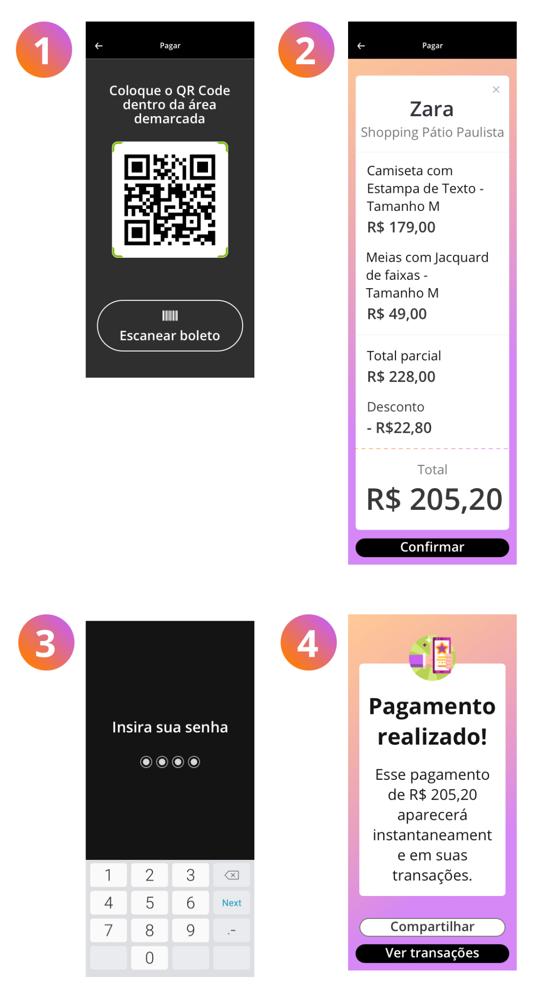 1
Pagar
Coloque o QR Code
dentro da área
demarcada
Escanear boleto
2
Pagar
Zara
Shopping Pátio Paulista
Camiseta com
Estampa de Texto -
Tamanho M
R$ 179,00
Meias com Jacquard
de faixas -
Tamanho M
R$ 49,00
Total parcial
R$ 228,00
Desconto
- R$22,80
Total
R$ 205,20
Confirmar
3
Insira sua senha
1 2 3
4 5 6 Next
7 8 9 .-
0
4
Pagamento
realizado!
Esse pagamento
de R$ 205,20
aparecerá
instantaneament
e em suas
transações.
Compartilhar
Ver transações